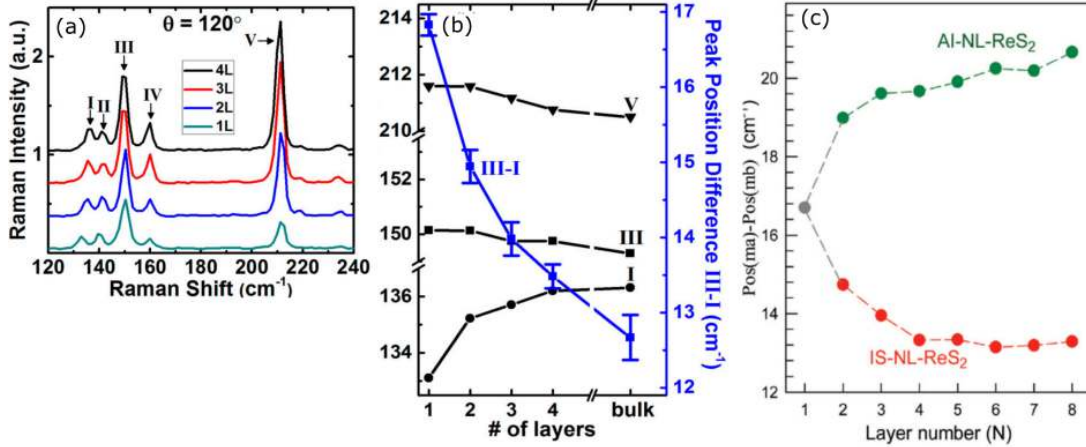 (a)
θ = 120°
III
V
I
II
IV
4L
3L
2L
1L
2
1
Raman Intensity (a.u.)
120 140 160 180 200 220 240
Raman Shift (cm⁻¹)
(b)
214
212
210
152
150
136
134
V
III-I
III
I
17
16
15
14
13
12
Peak Position Difference III-I (cm⁻¹)
1 2 3 4 bulk
# of layers
(c)
AI-NL-ReS₂
IS-NL-ReS₂
20
18
16
14
12
Pos(ma)-Pos(mb) (cm⁻¹)
1 2 3 4 5 6 7 8
Layer number (N)